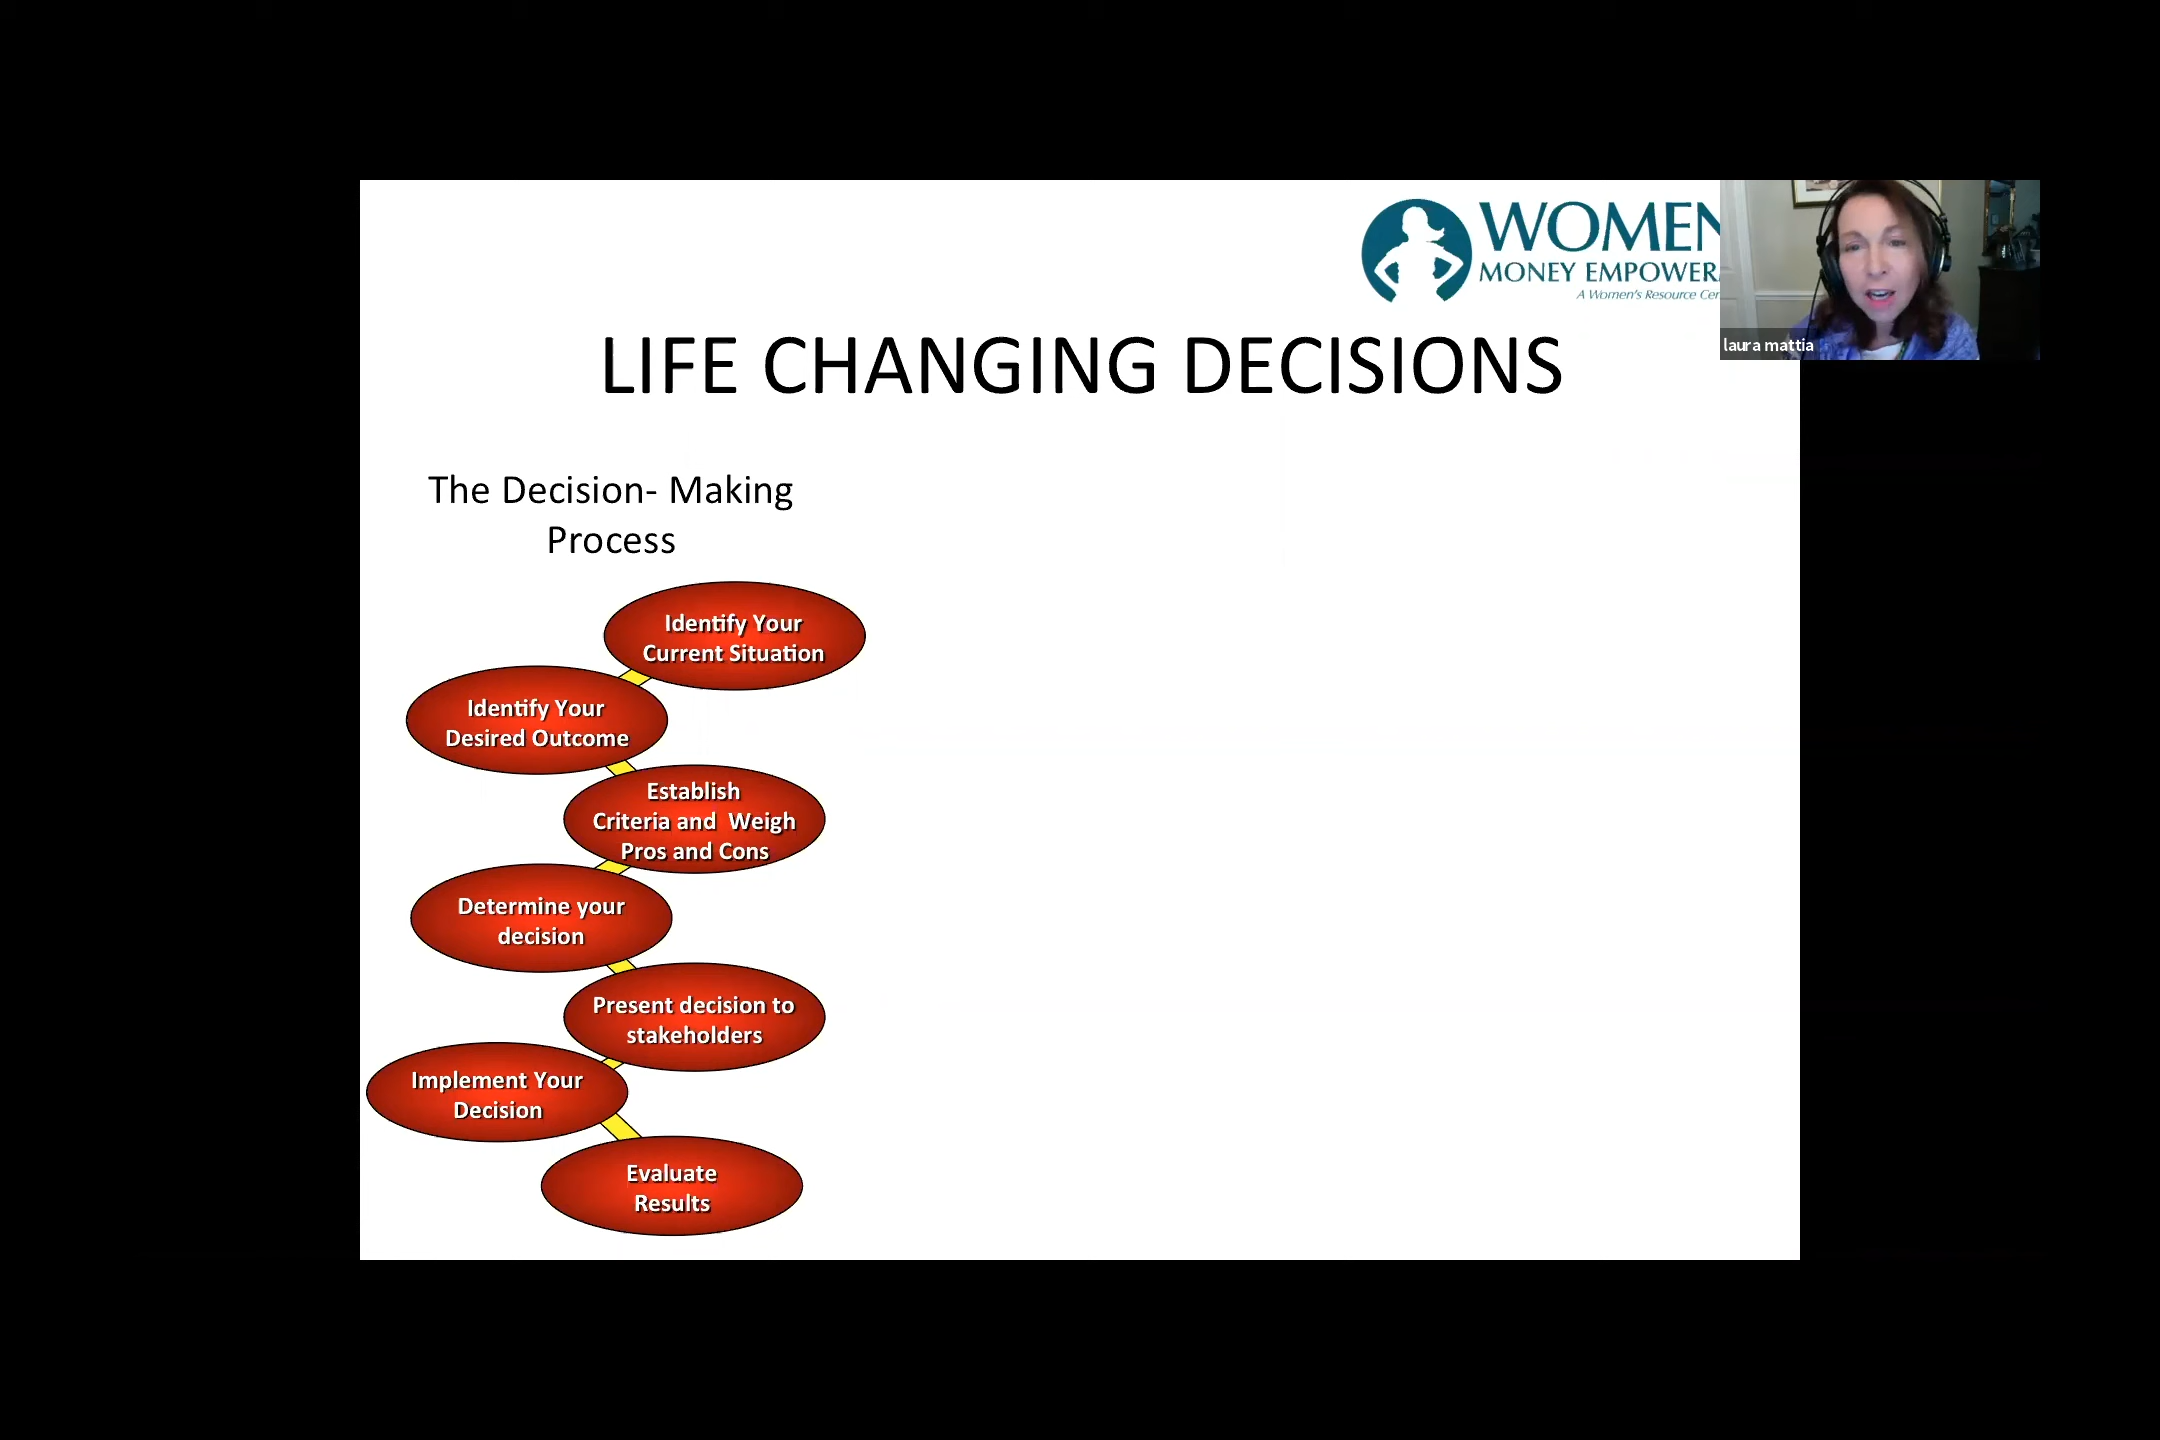 WOMEN
MONEY EMPOWER
A Women's Resource
laura mattia
LIFE CHANGING DECISIONS
The Decision- Making
Process
Identify Your
Current Situation
Identify Your
Desired Outcome
Establish
Criteria and  Weigh
Pros and Cons
Determine your
decision
Present decision to
stakeholders
Implement Your
Decision
Evaluate
Results